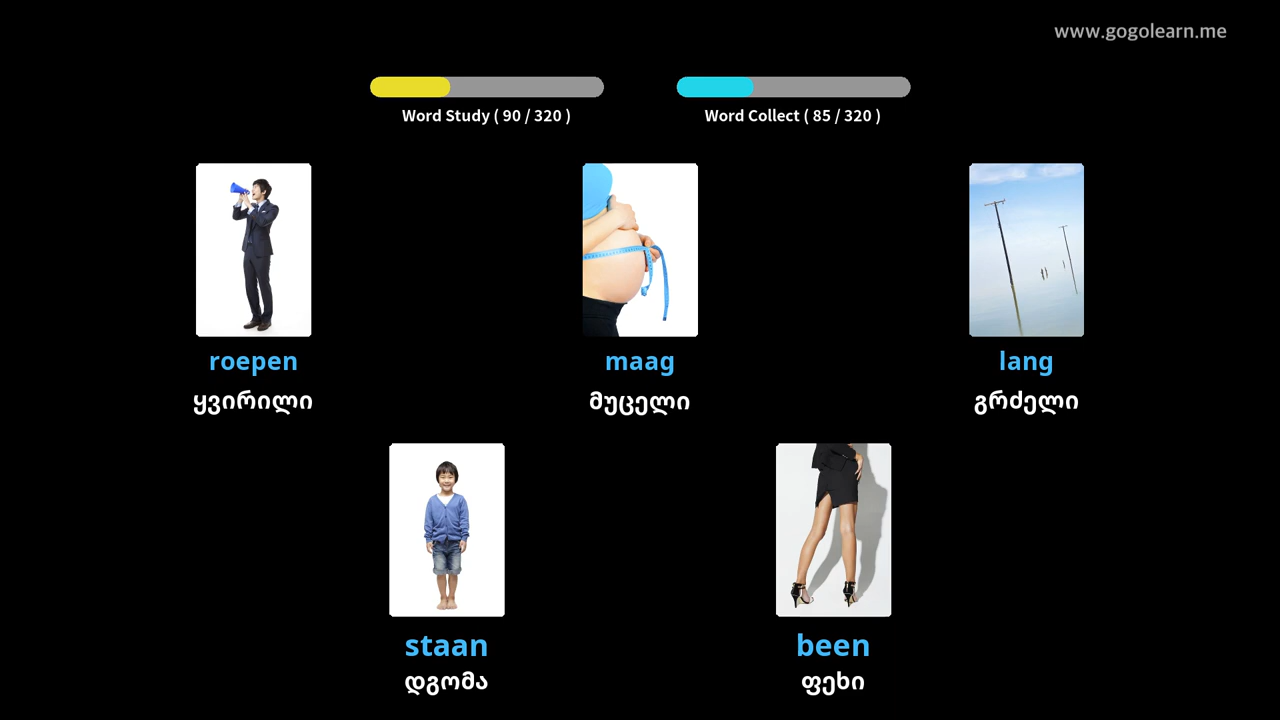 www.gogolearn.me
Word Study ( 90 / 320 )
Word Collect ( 85 / 320 )
roepen
ყვირილი
maag
მუცელი
lang
გრძელი
staan
დგომა
been
ფეხი